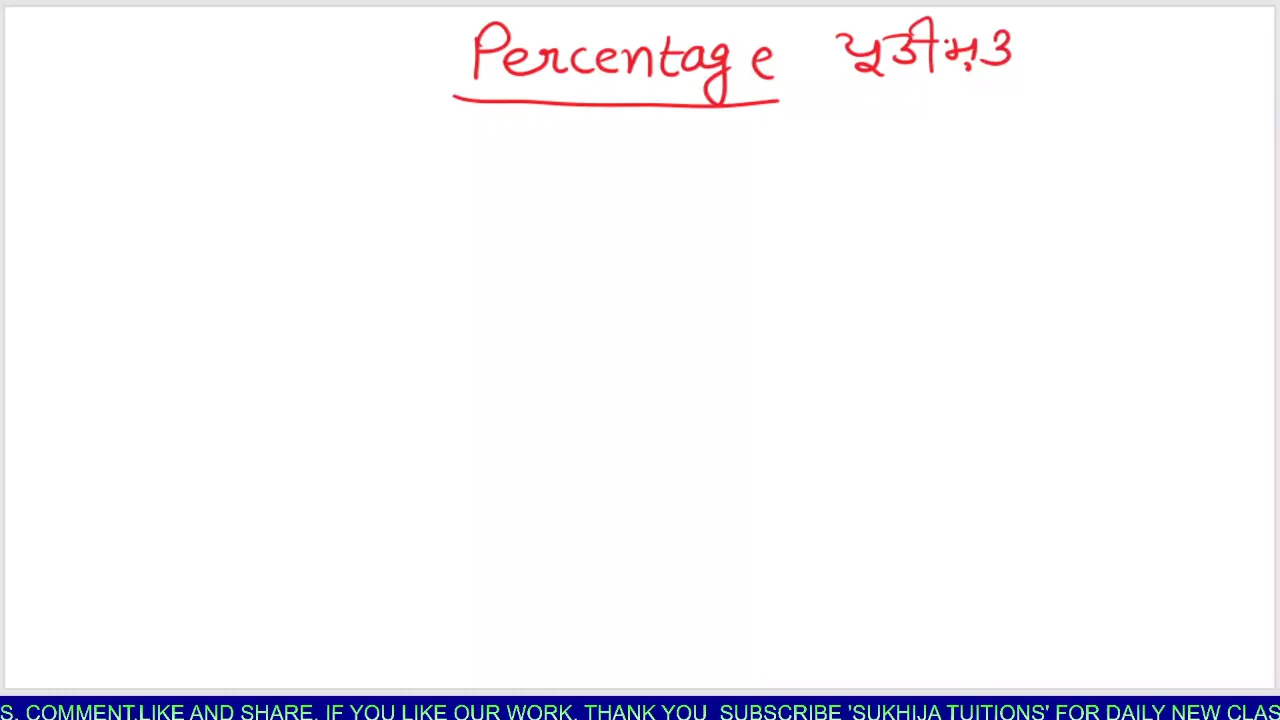 Percentage ਪ੍ਰਤੀਸ਼ਤ
S. COMMENT.LIKE AND SHARE. IF YOU LIKE OUR WORK. THANK YOU SUBSCRIBE 'SUKHIJA TUITIONS' FOR DAILY NEW CLAS